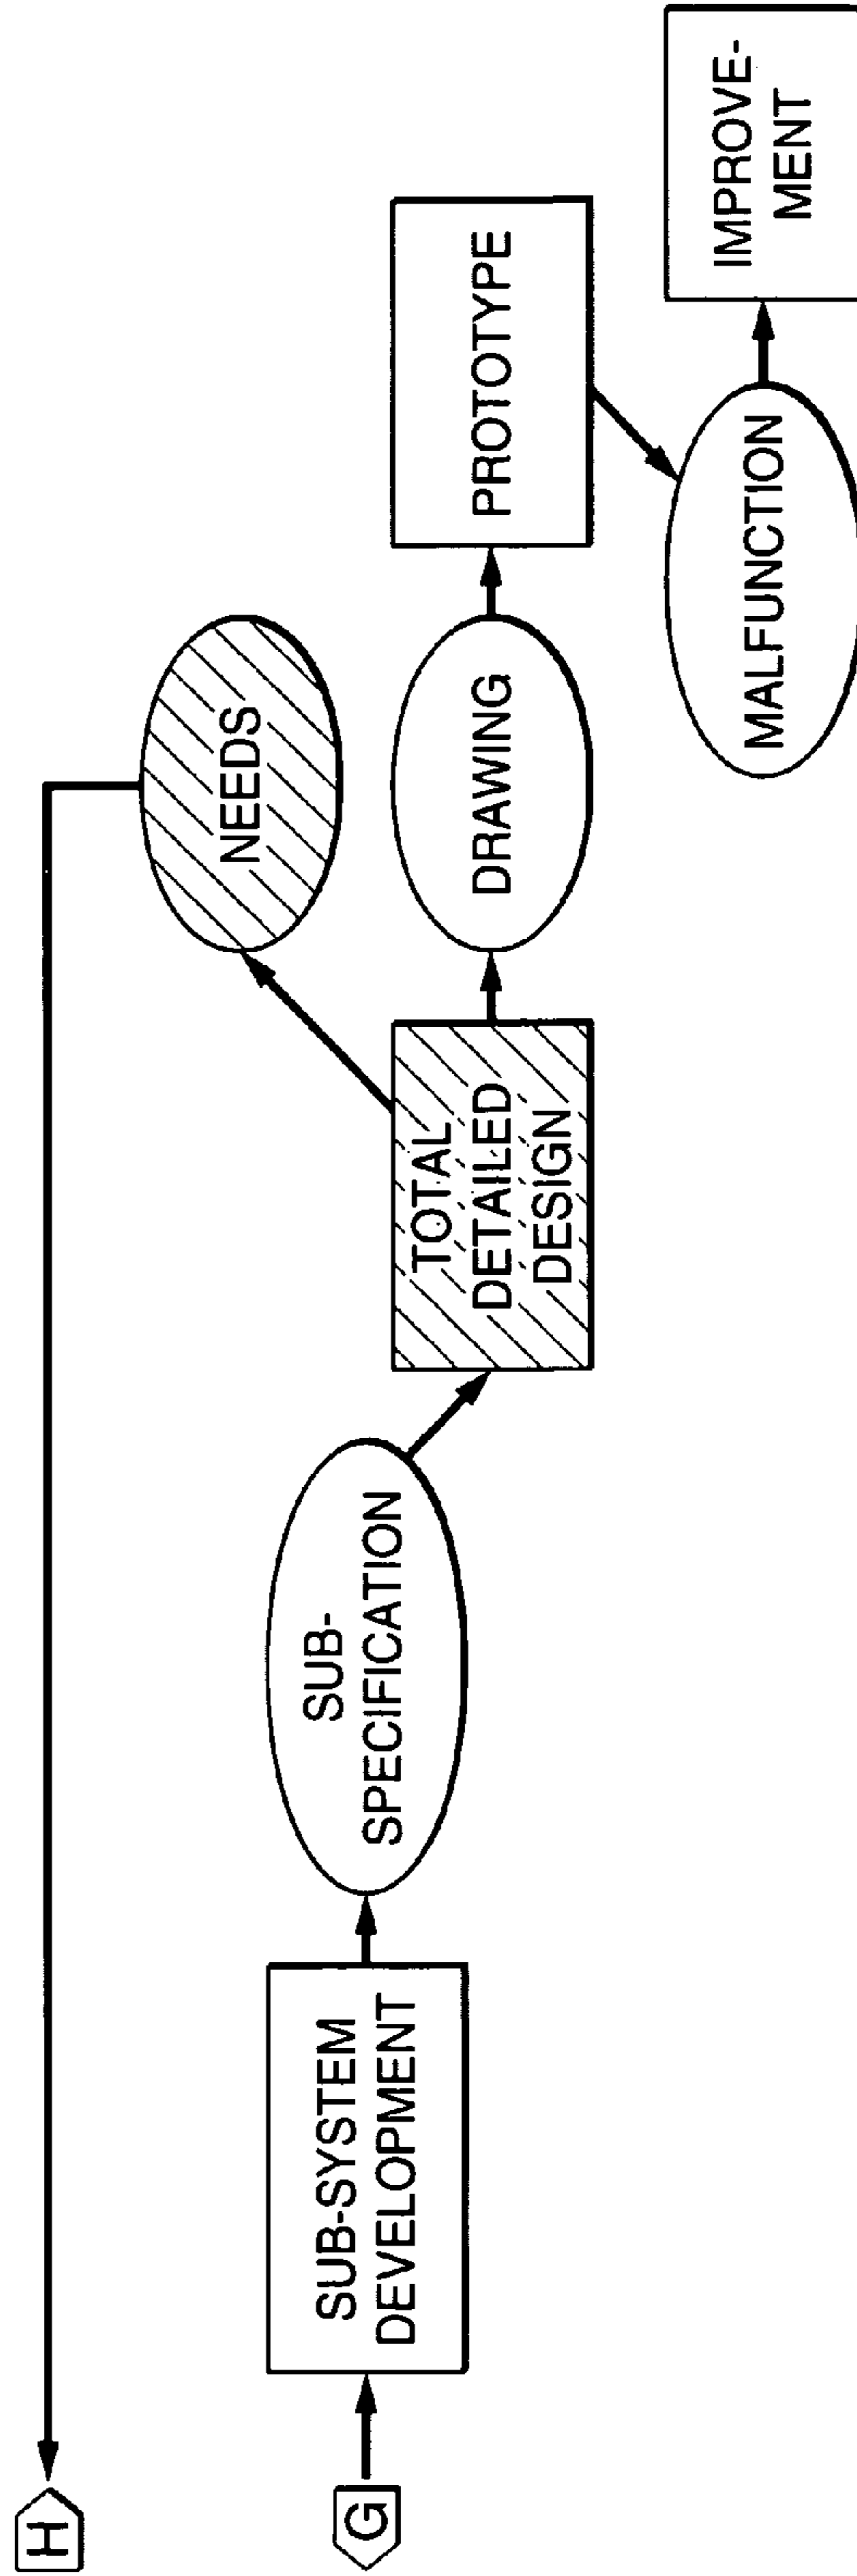 H
NEEDS
G
SUB-SYSTEM
DEVELOPMENT
SUB-
SPECIFICATION
TOTAL
DETAILED
DESIGN
DRAWING
PROTOTYPE
MALFUNCTION
IMPROVE-
MENT